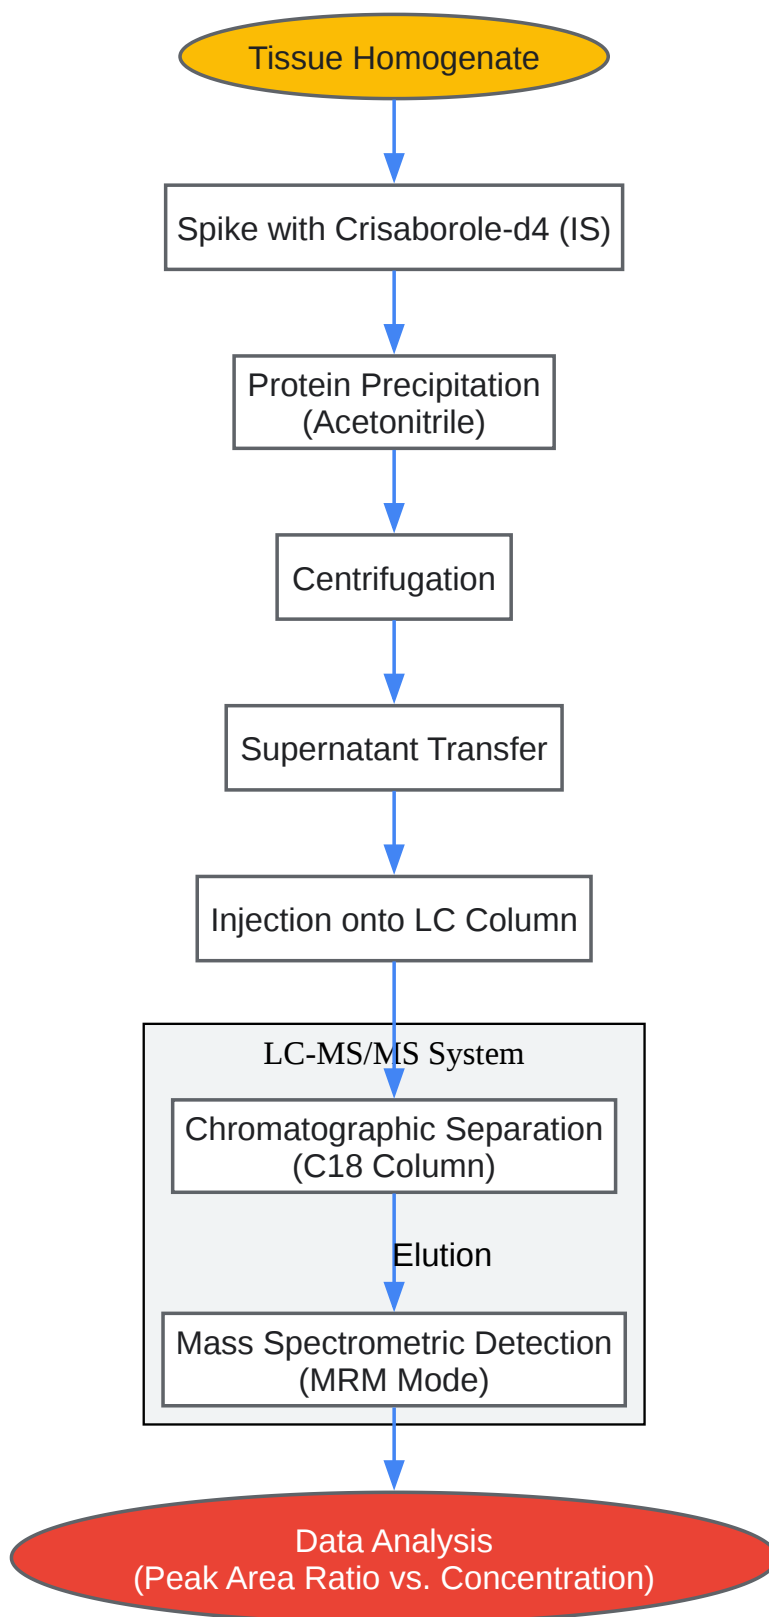 Tissue Homogenate
Spike with Crisaborole-d4 (IS)
Protein Precipitation
(Acetonitrile)
Centrifugation
Supernatant Transfer
Injection onto LC Column
LC-MS/MS System
Chromatographic Separation
(C18 Column)
Elution
Mass Spectrometric Detection
(MRM Mode)
Data Analysis
(Peak Area Ratio vs. Concentration)